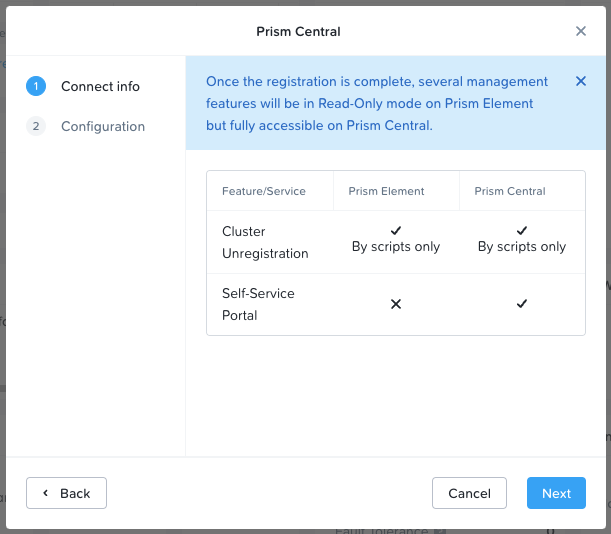 Prism Central
1 Connect info
2 Configuration
Once the registration is complete, several management
features will be in Read-Only mode on Prism Element
but fully accessible on Prism Central.
Feature/Service Prism Element Prism Central
Cluster
Unregistration
By scripts only By scripts only
Self-Service
Portal
Back
Cancel
Next
Fault Tolerance